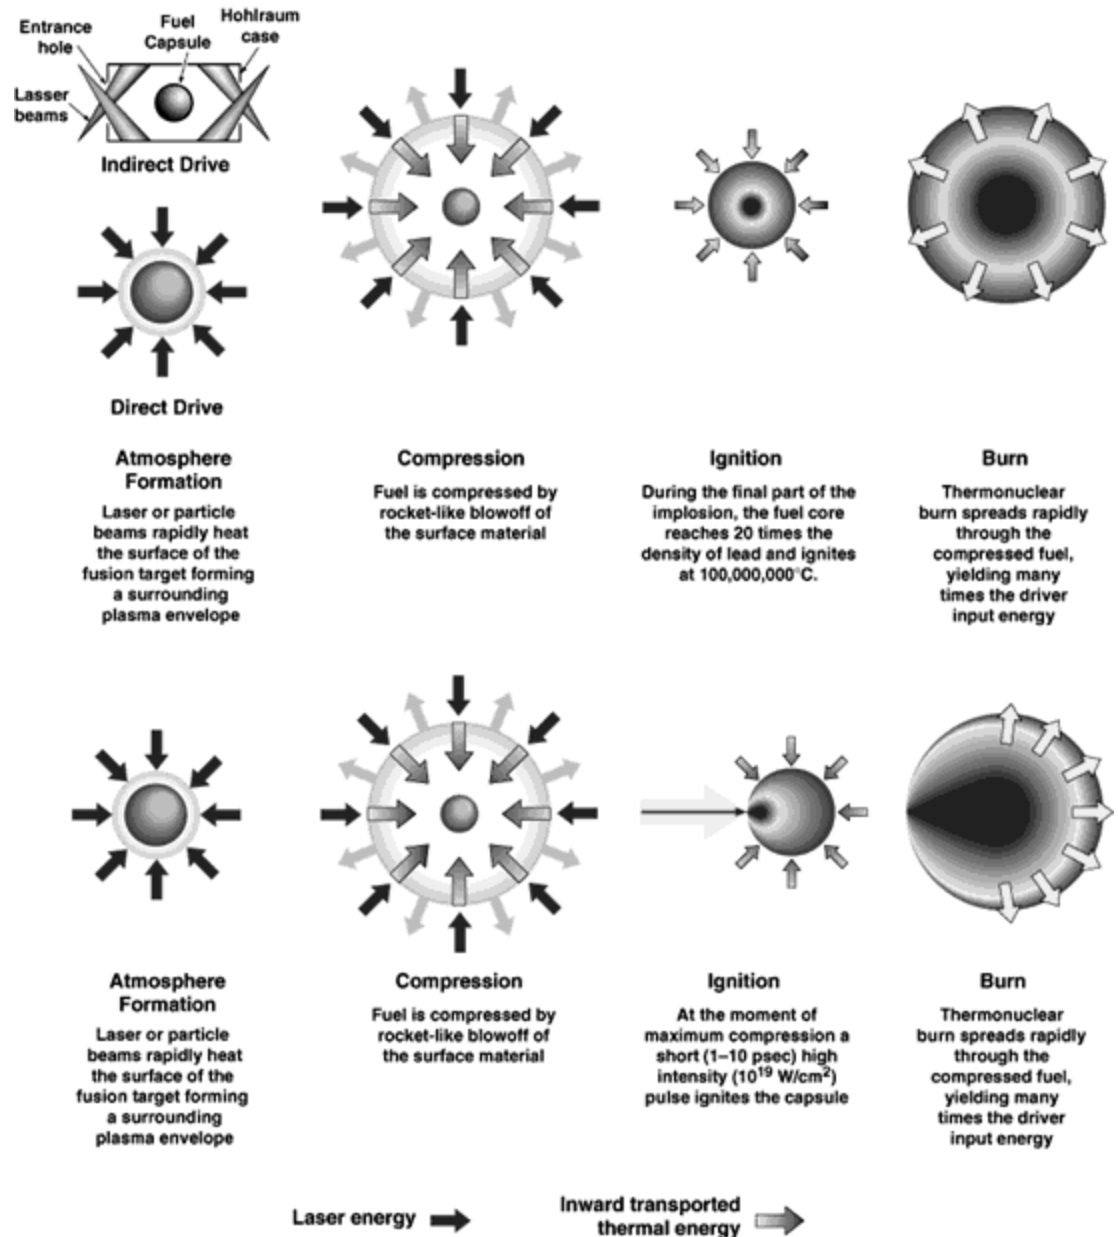 Entrance
hole
Fuel
Capsule
Hohlraum
case
Lasser
beams
Indirect Drive
Direct Drive
Atmosphere
Formation
Laser or particle
beams rapidly heat
the surface of the
fusion target forming
a surrounding
plasma envelope
Compression
Fuel is compressed by
rocket-like blowoff of
the surface material
Ignition
During the final part of the
implosion, the fuel core
reaches 20 times the
density of lead and ignites
at 100,000,000°C.
Burn
Thermonuclear
burn spreads rapidly
through the
compressed fuel,
yielding many
times the driver
input energy
Atmosphere
Formation
Laser or particle
beams rapidly heat
the surface of the
fusion target forming
a surrounding
plasma envelope
Compression
Fuel is compressed by
rocket-like blowoff of
the surface material
Ignition
At the moment of
maximum compression a
short (1–10 psec) high
intensity (10¹⁹ W/cm²)
pulse ignites the capsule
Burn
Thermonuclear
burn spreads rapidly
through the
compressed fuel,
yielding many
times the driver
input energy
Laser energy
Inward transported
thermal energy